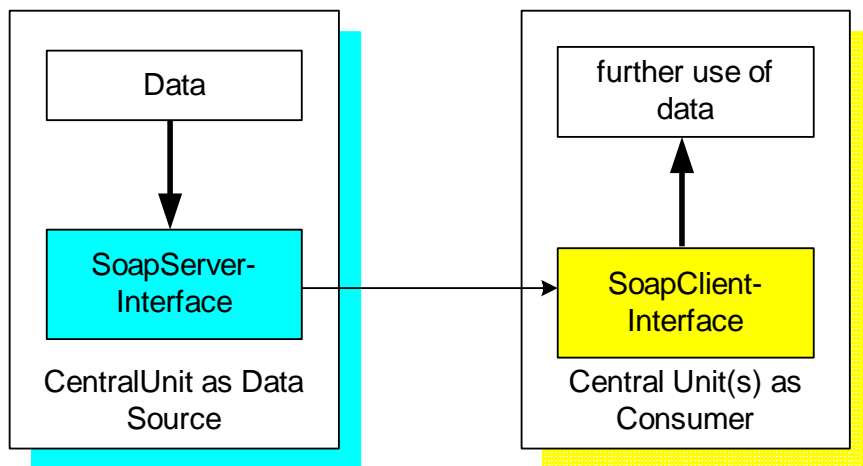 Data
SoapServer-
Interface
CentralUnit as Data
Source
further use of
data
SoapClient-
Interface
Central Unit(s) as
Consumer